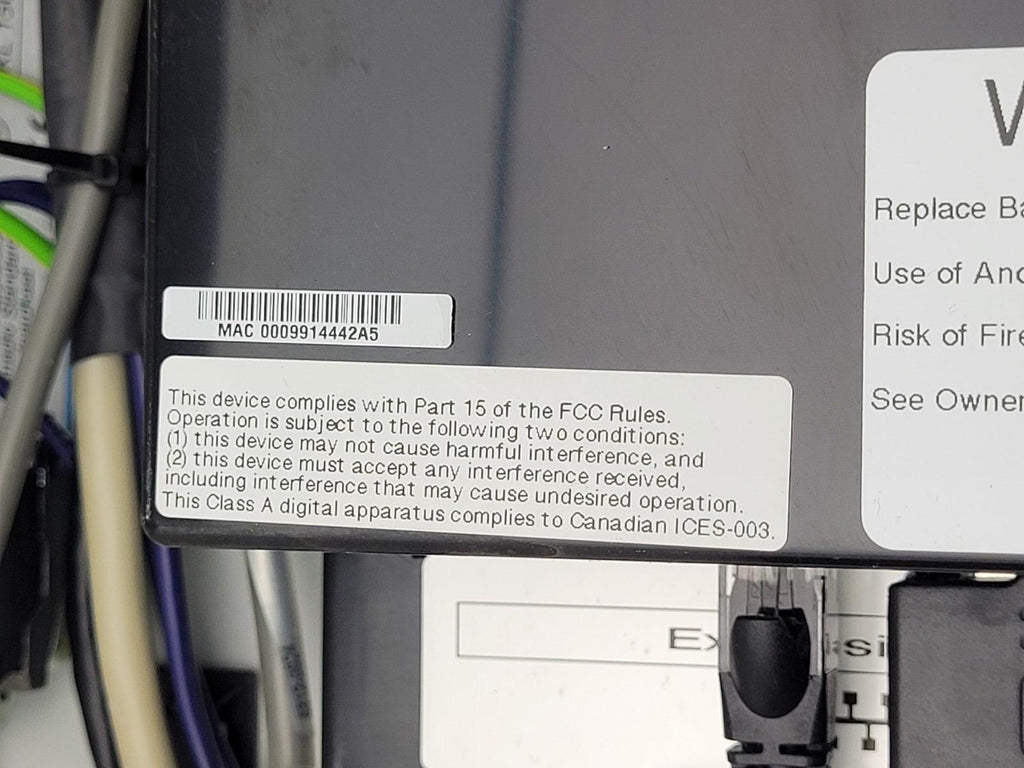 MAC 0009914442A5
This device complies with Part 15 of the FCC Rules.
Operation is subject to the following two conditions:
(1) this device may not cause harmful interference, and
(2) this device must accept any interference received,
including interference that may cause undesired operation.
This Class A digital apparatus complies to Canadian ICES-003.
Replace
Use of
Risk of Fire
See Owner